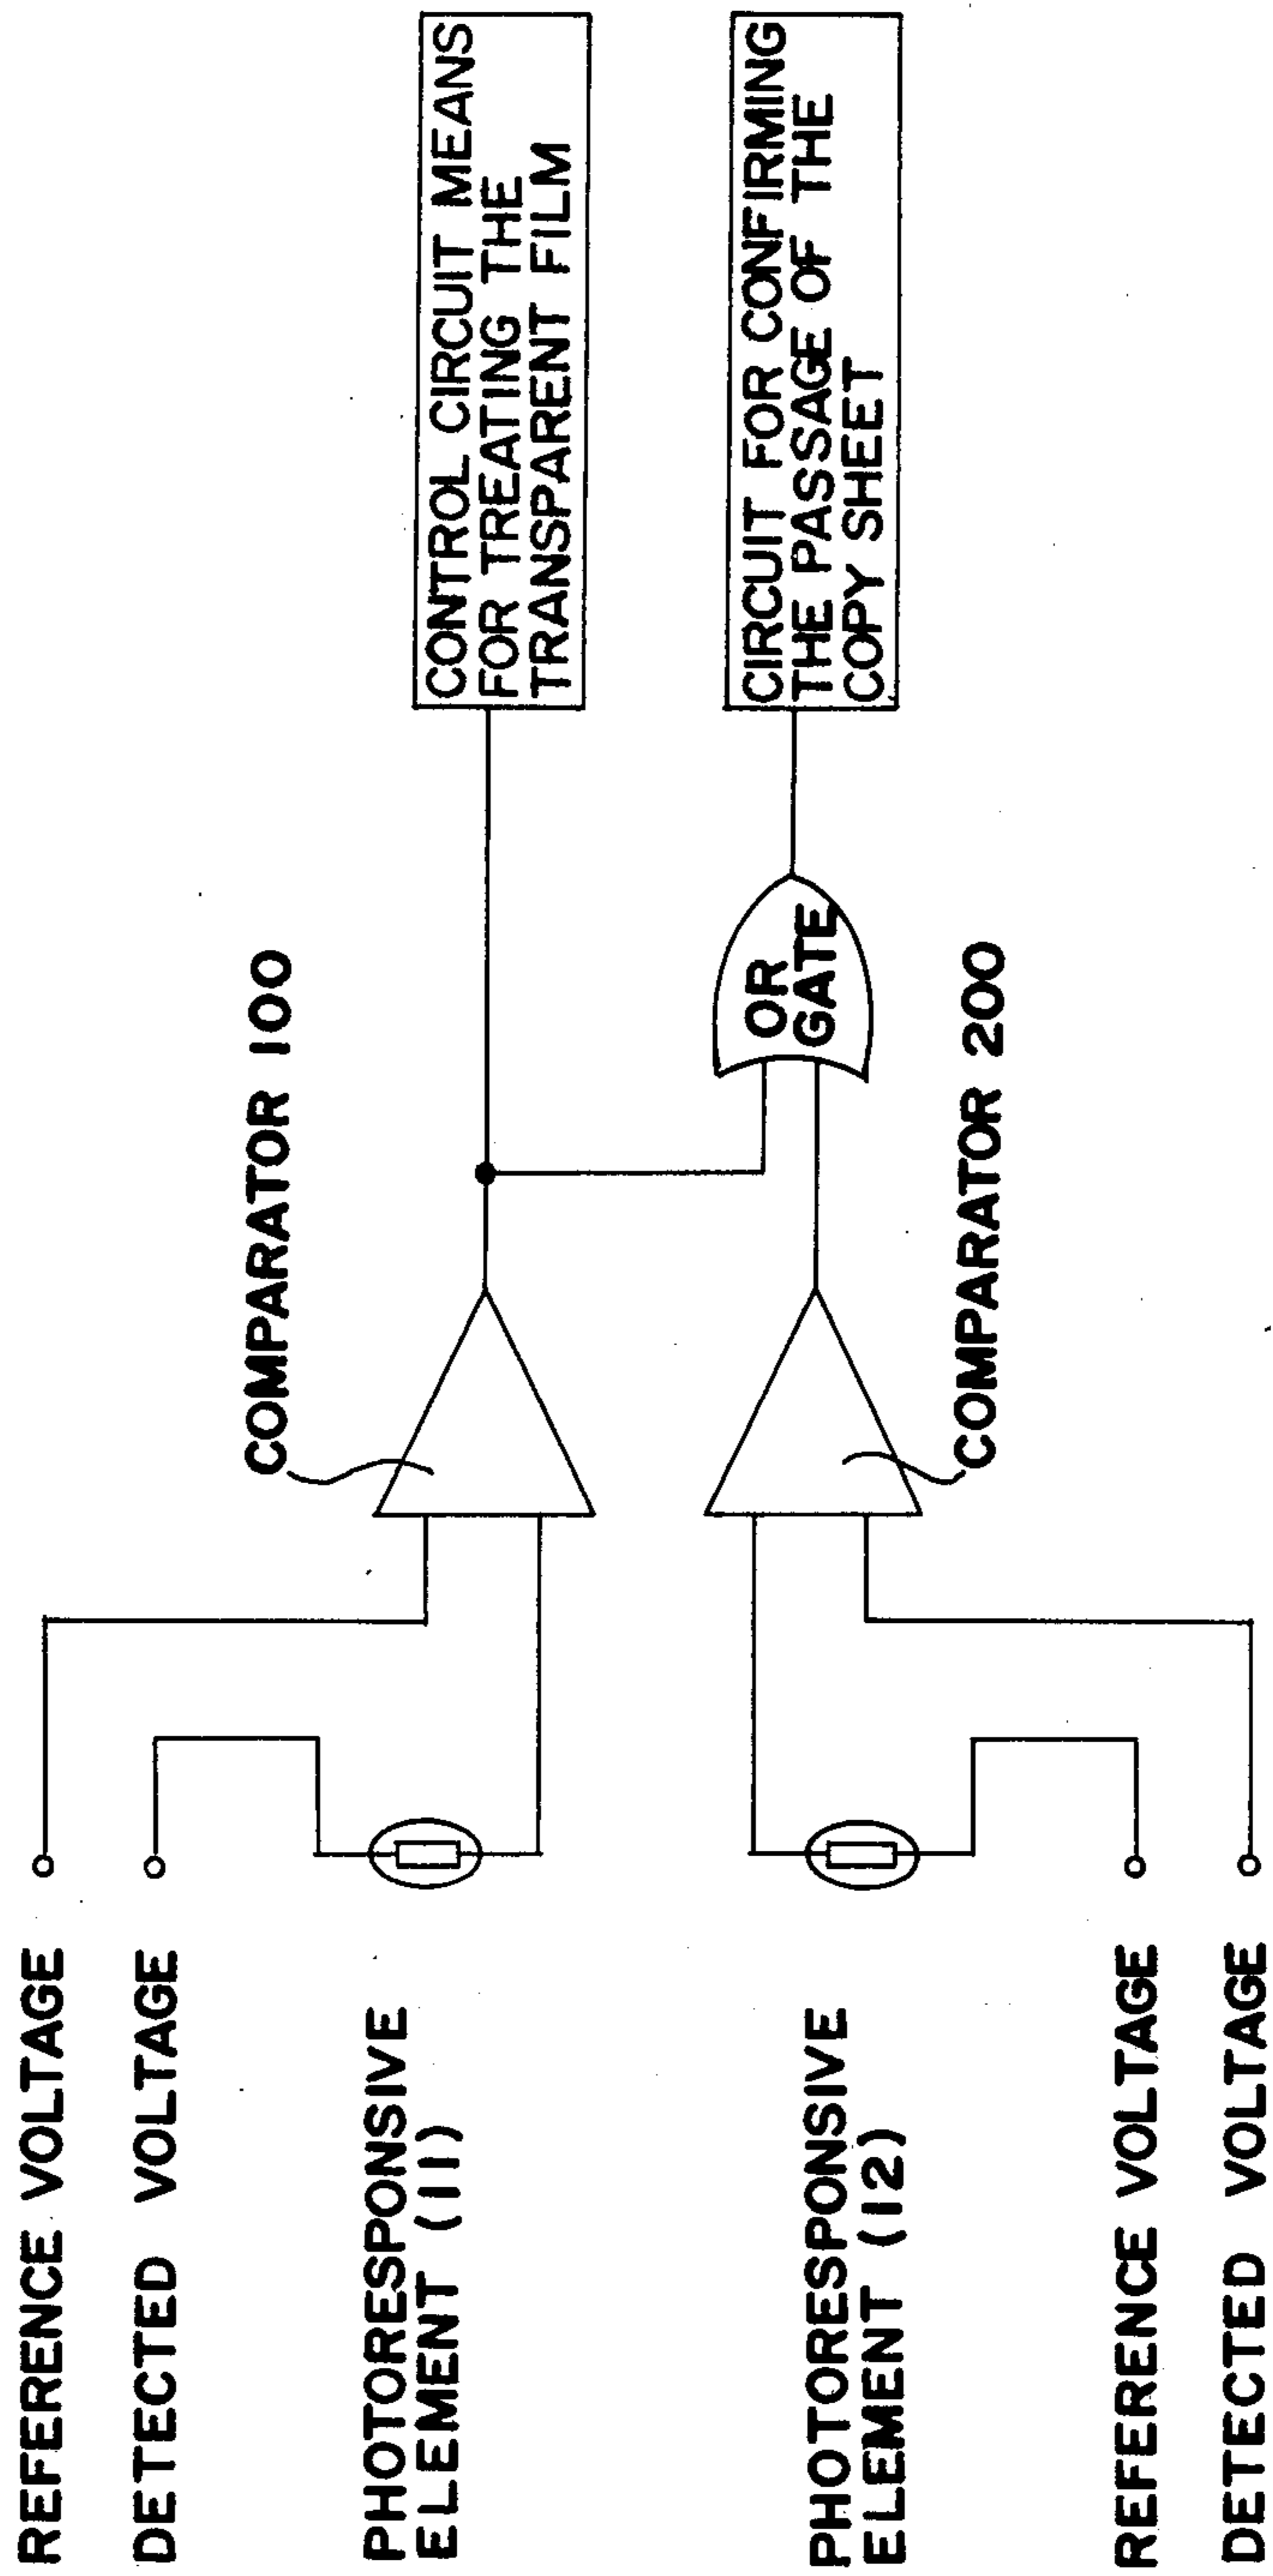 REFERENCE VOLTAGE
DETECTED VOLTAGE
PHOTORESPONSIVE
ELEMENT (11)
COMPARATOR 100
CONTROL CIRCUIT MEANS
FOR TREATING THE
TRANSPARENT FILM
OR
GATE
CIRCUIT FOR CONFIRMING
THE PASSAGE OF THE
COPY SHEET
PHOTORESPONSIVE
ELEMENT (12)
COMPARATOR 200
REFERENCE VOLTAGE
DETECTED VOLTAGE